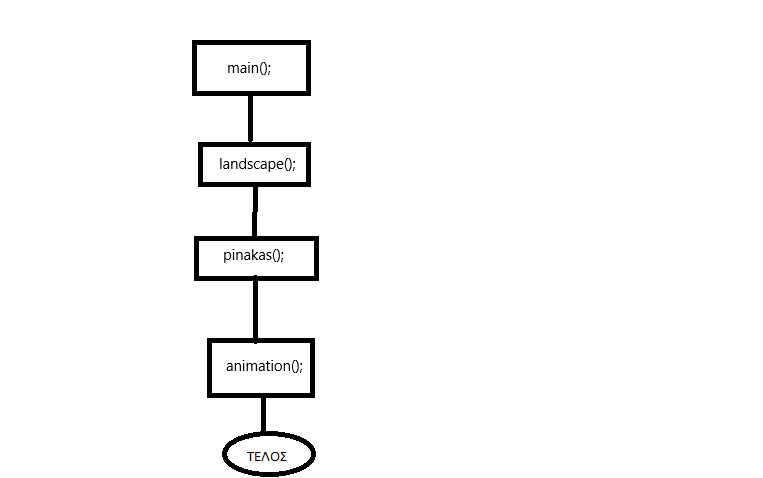 main();
landscape();
pinakas();
animation();
ΤΕΛΟΣ